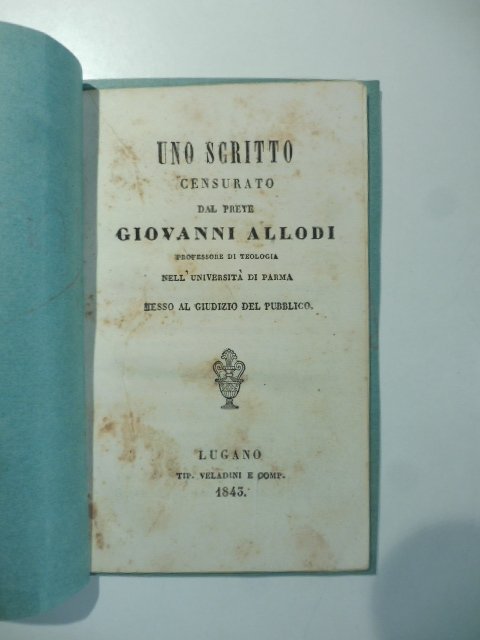 UNO SCRITTO
CENSURATO
DAL PRETE
GIOVANNI ALLODI
PROFESSORE DI TEOLOGIA
NELL'UNIVERSITÀ DI PARMA
MESSO AL GIUDIZIO DEL PUBBLICO.
LUGANO
TIP. VELADINI E COMP.
1843.